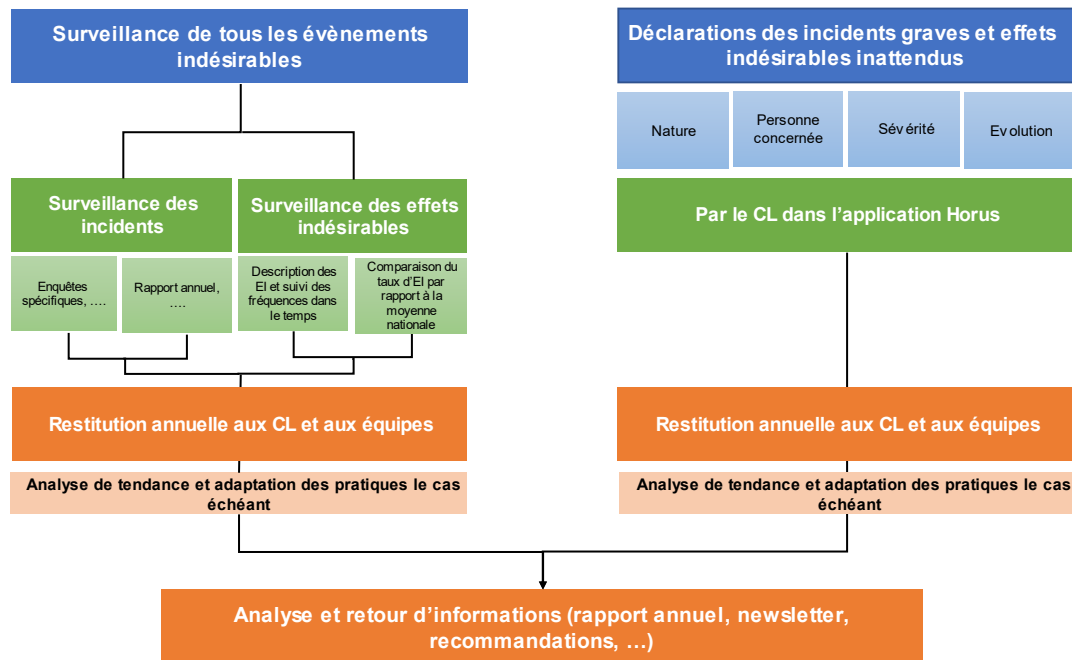 Surveillance de tous les évènements
indésirables
Déclarations des incidents graves et effets
indésirables inattendus
Nature
Personne
concernée
Sévérité
Evolution
Surveillance des
incidents
Surveillance des effets
indésirables
Par le CL dans l'application Horus
Enquêtes
spécifiques, ….
Rapport annuel,
….
Description des
EI et suivi des
fréquences dans
le temps
Comparaison du
taux d'EI par
rapport à la
moyenne
nationale
Restitution annuelle aux CL et aux équipes
Restitution annuelle aux CL et aux équipes
Analyse de tendance et adaptation des pratiques le cas
échéant
Analyse de tendance et adaptation des pratiques le cas
échéant
Analyse et retour d'informations (rapport annuel, newsletter,
recommandations, …)